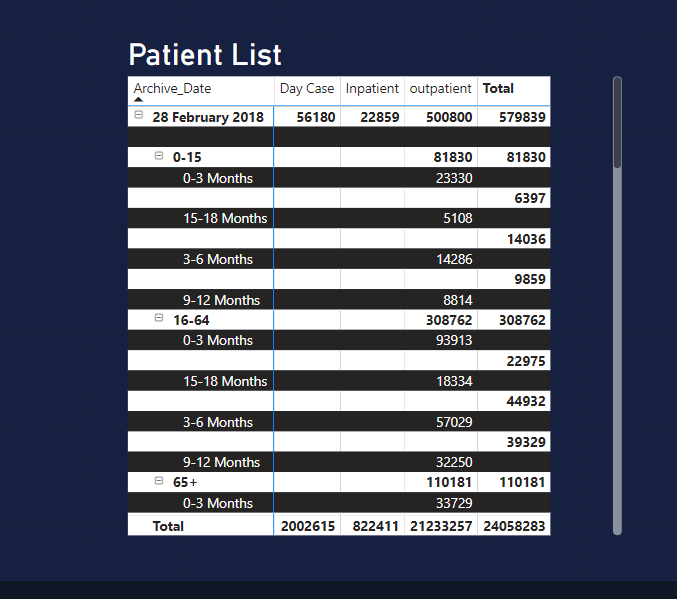 Patient List
Archive_Date Day Case Inpatient outpatient Total
28 February 2018 56180 22859 500800 579839
0-15 81830 81830
0-3 Months 23330
6397
15-18 Months 5108
14036
3-6 Months 14286
9859
9-12 Months 8814
16-64 308762 308762
0-3 Months 93913
22975
15-18 Months 18334
44932
3-6 Months 57029
39329
9-12 Months 32250
65+ 110181 110181
0-3 Months 33729
Total 2002615 822411 21233257 24058283